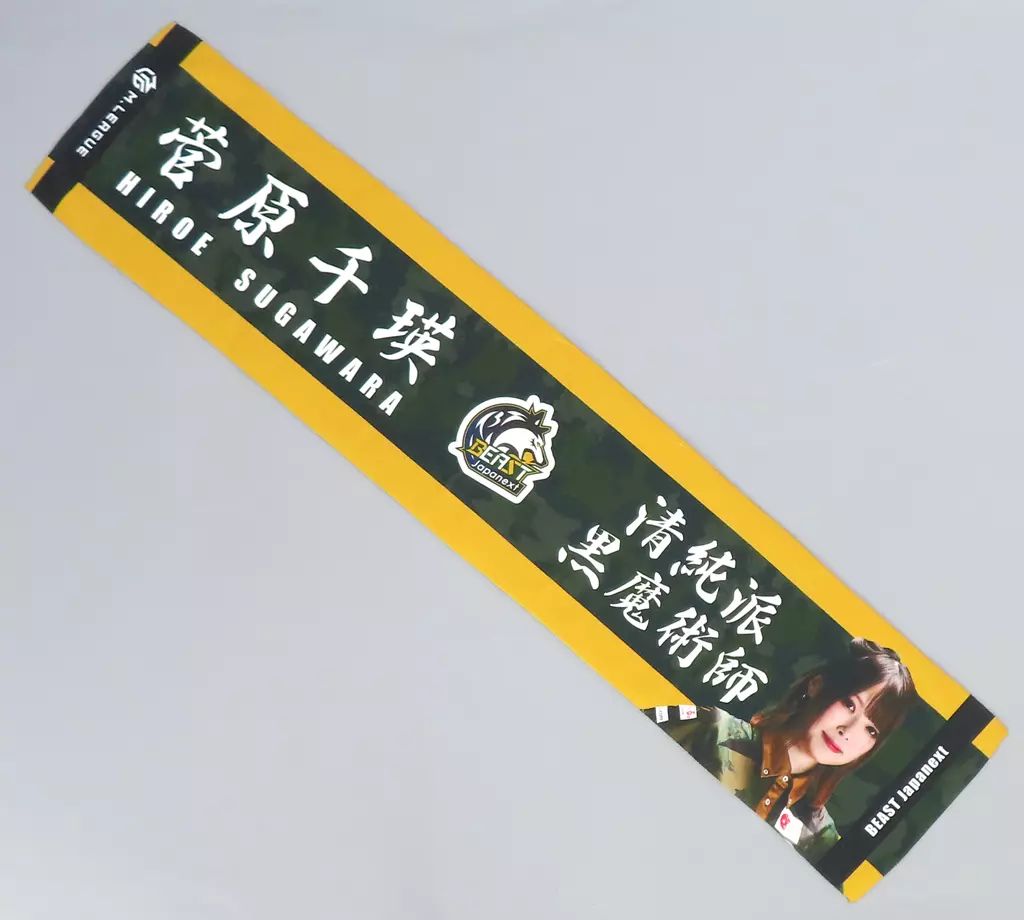 M.LEAGUE
菅原千瑛
HIROE SUGAWARA
BEAST
Japanext
清純派
黒魔術師
BEAST Japanext